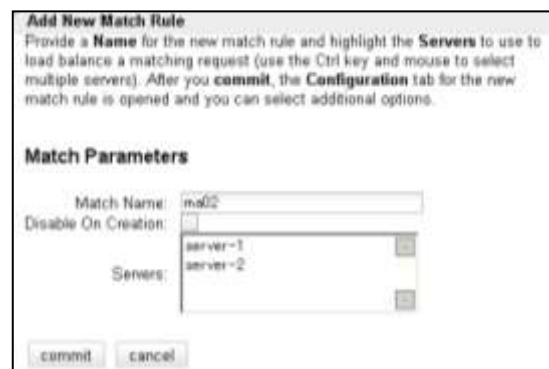 Add New Match Rule
Provide a Name for the new match rule and highlight the Servers to use to
load balance a matching request (use the Ctrl key and mouse to select
multiple servers). After you commit, the Configuration tab for the new
match rule is opened and you can select additional options.
Match Parameters
Match Name: ma02
Disable On Creation:
Servers:
server-1
server-2
commit cancel